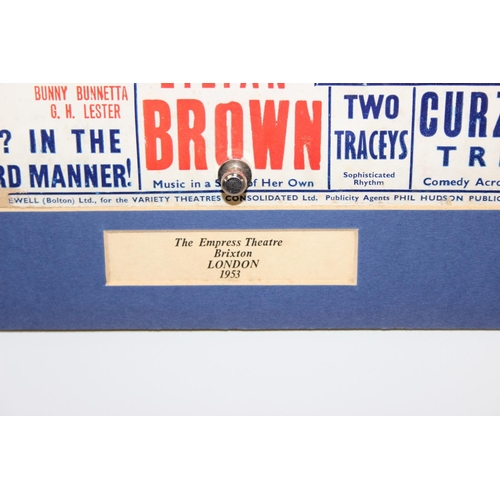 BUNNY BUNNETTA
G. H. LESTER
? IN THE
RD MANNER!
BROWN
Music in a S of Her Own
TWO
TRACEYS
Sophisticated
Rhythm
CURZ
TR
Comedy Acro
EWELL (Bolton) Ltd., for the VARIETY THEATRES CONSOLIDATED Ltd. Publicity Agents PHIL HUDSON PUBLIC
The Empress Theatre
Brixton
LONDON
1953